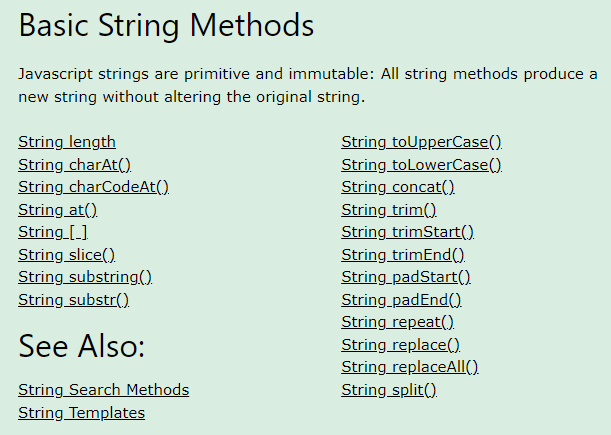 Basic String Methods
Javascript strings are primitive and immutable: All string methods produce a
new string without altering the original string.
String length
String charAt()
String charCodeAt()
String at()
String [ ]
String slice()
String substring()
String substr()
See Also:
String Search Methods
String Templates
String toUpperCase()
String toLowerCase()
String concat()
String trim()
String trimStart()
String trimEnd()
String padStart()
String padEnd()
String repeat()
String replace()
String replaceAll()
String split()